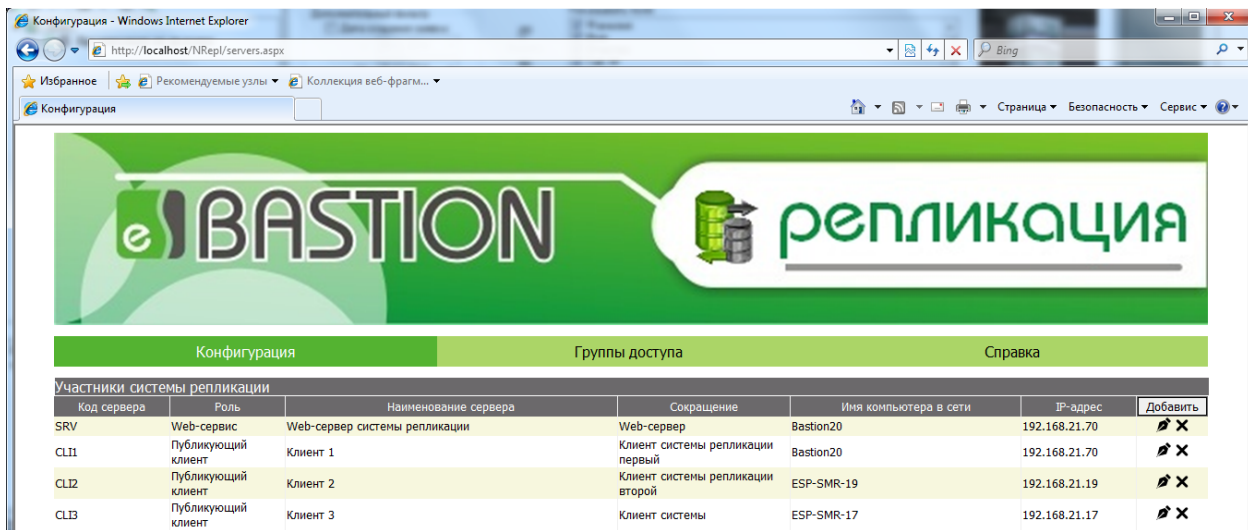 Конфигурация - Windows Internet Explorer
http://localhost/NRepl/servers.aspx
Bing
Избранное Рекомендуемые узлы Коллекция веб-фрагм...
Конфигурация
Страница Безопасность Сервис
e BASTION репликация
Конфигурация Группы доступа Справка
Участники системы репликации
Код сервера Роль Наименование сервера Сокращение Имя компьютера в сети IP-адрес Добавить
SRV Web-сервис Web-сервер системы репликации Web-сервер Bastion20 192.168.21.70
CLI1 Публикующий клиент Клиент 1 Клиент системы репликации первый Bastion20 192.168.21.70
CLI2 Публикующий клиент Клиент 2 Клиент системы репликации второй ESP-SMR-19 192.168.21.19
CLI3 Публикующий клиент Клиент 3 Клиент системы ESP-SMR-17 192.168.21.17